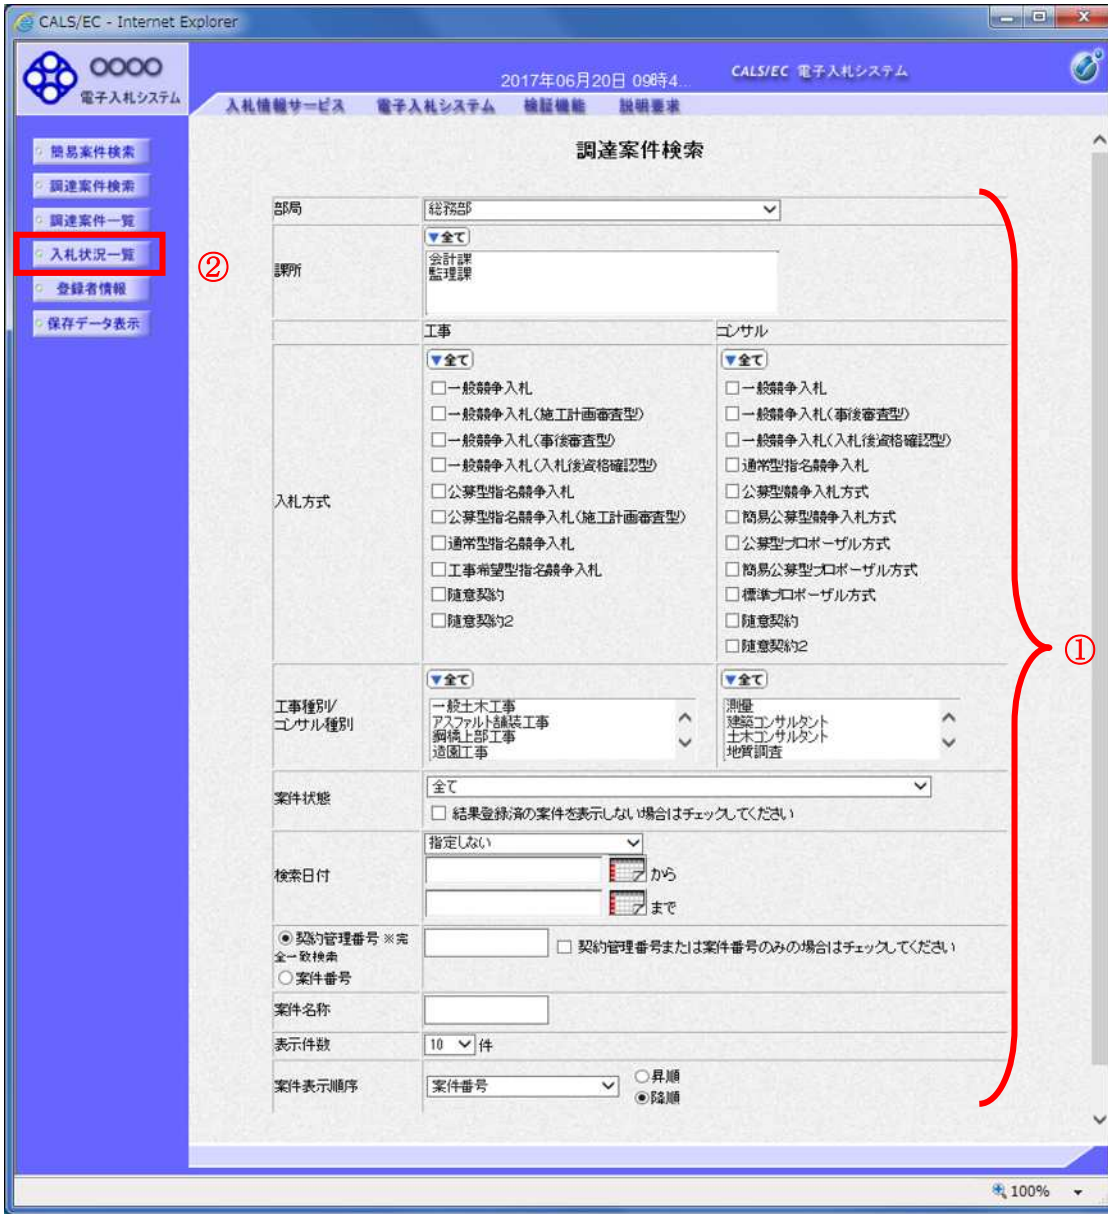 CALS/EC - Internet Explorer
○○○○
電子入札システム
2017年06月20日 09時4...
CALS/EC 電子入札システム
入札情報サービス 電子入札システム 検証機能 説明要求
簡易案件検索
調達案件検索
調達案件一覧
入札状況一覧
登録者情報
保存データ表示
②
調達案件検索
部局 総務部
課所
▼全て
会計課
監理課
工事 コンサル
入札方式
▼全て
□一般競争入札
□一般競争入札(施工計画審査型)
□一般競争入札(事後審査型)
□一般競争入札(入札後資格確認型)
□公募型指名競争入札
□公募型指名競争入札(施工計画審査型)
□通常型指名競争入札
□工事希望型指名競争入札
□随意契約
□随意契約2
▼全て
□一般競争入札
□一般競争入札(事後審査型)
□一般競争入札(入札後資格確認型)
□通常型指名競争入札
□公募型競争入札方式
□簡易公募型競争入札方式
□公募型プロポーザル方式
□簡易公募型プロポーザル方式
□標準プロポーザル方式
□随意契約
□随意契約2
①
工事種別/
コンサル種別
▼全て
一般土木工事
アスファルト舗装工事
鋼橋上部工事
造園工事
▼全て
測量
建築コンサルタント
土木コンサルタント
地質調査
案件状態 全て
□ 結果登録済の案件を表示しない場合はチェックしてください
検索日付
指定しない
から
まで
◉契約管理番号 ※完
全一致検索
○案件番号
□ 契約管理番号または案件番号のみの場合はチェックしてください
案件名称
表示件数 10 件
案件表示順序 案件番号
○昇順
◉降順
100%